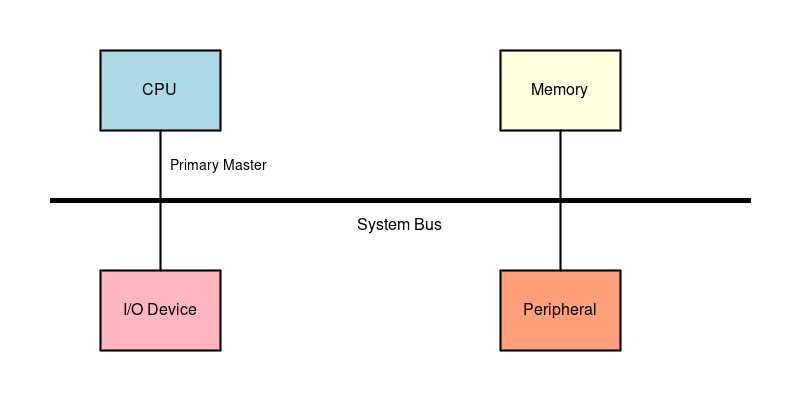 CPU
Memory
Primary Master
System Bus
I/O Device
Peripheral